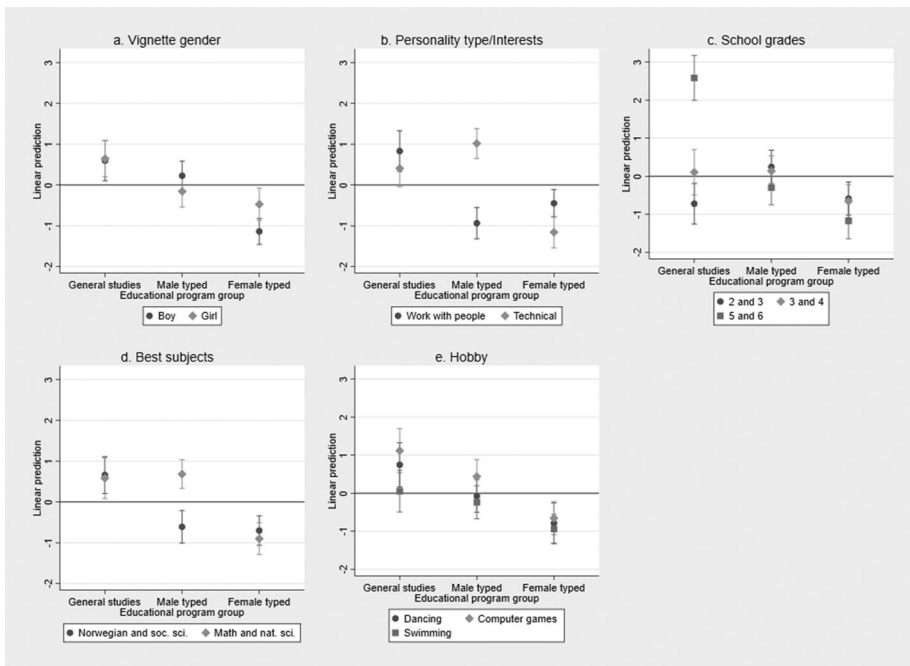 a. Vignette gender
Linear prediction
3
2
1
0
-1
-2
General studies Male typed Female typed
Educational program group
Boy Girl
b. Personality type/Interests
Linear prediction
3
2
1
0
-1
-2
General studies Male typed Female typed
Educational program group
Work with people Technical
c. School grades
Linear prediction
3
2
1
0
-1
-2
General studies Male typed Female typed
Educational program group
2 and 3 3 and 4
5 and 6
d. Best subjects
Linear prediction
3
2
1
0
-1
-2
General studies Male typed Female typed
Educational program group
Norwegian and soc. sci. Math and nat. sci.
e. Hobby
Linear prediction
3
2
1
0
-1
-2
General studies Male typed Female typed
Educational program group
Dancing Computer games
Swimming